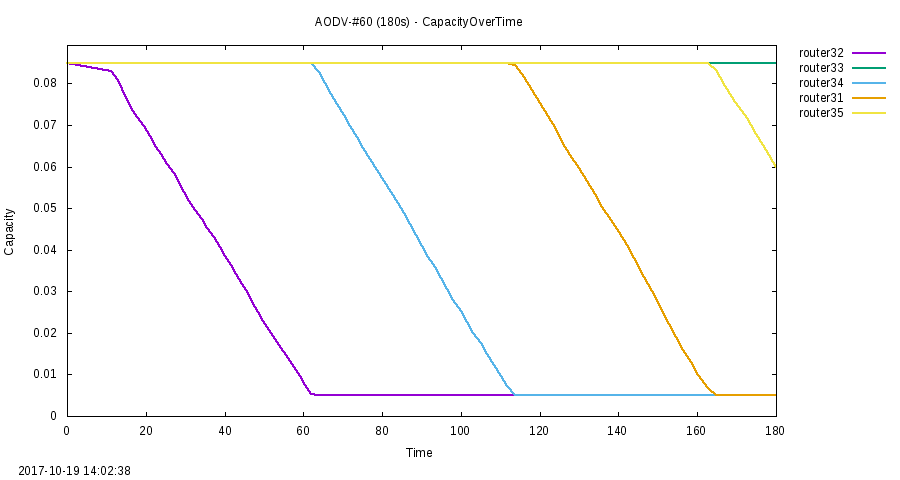 AODV-#60 (180s) - CapacityOverTime
router32
router33
router34
router31
router35
0.08
0.07
0.06
0.05
0.04
0.03
0.02
0.01
0
Capacity
0 20 40 60 80 100 120 140 160 180
Time
2017-10-19 14:02:38